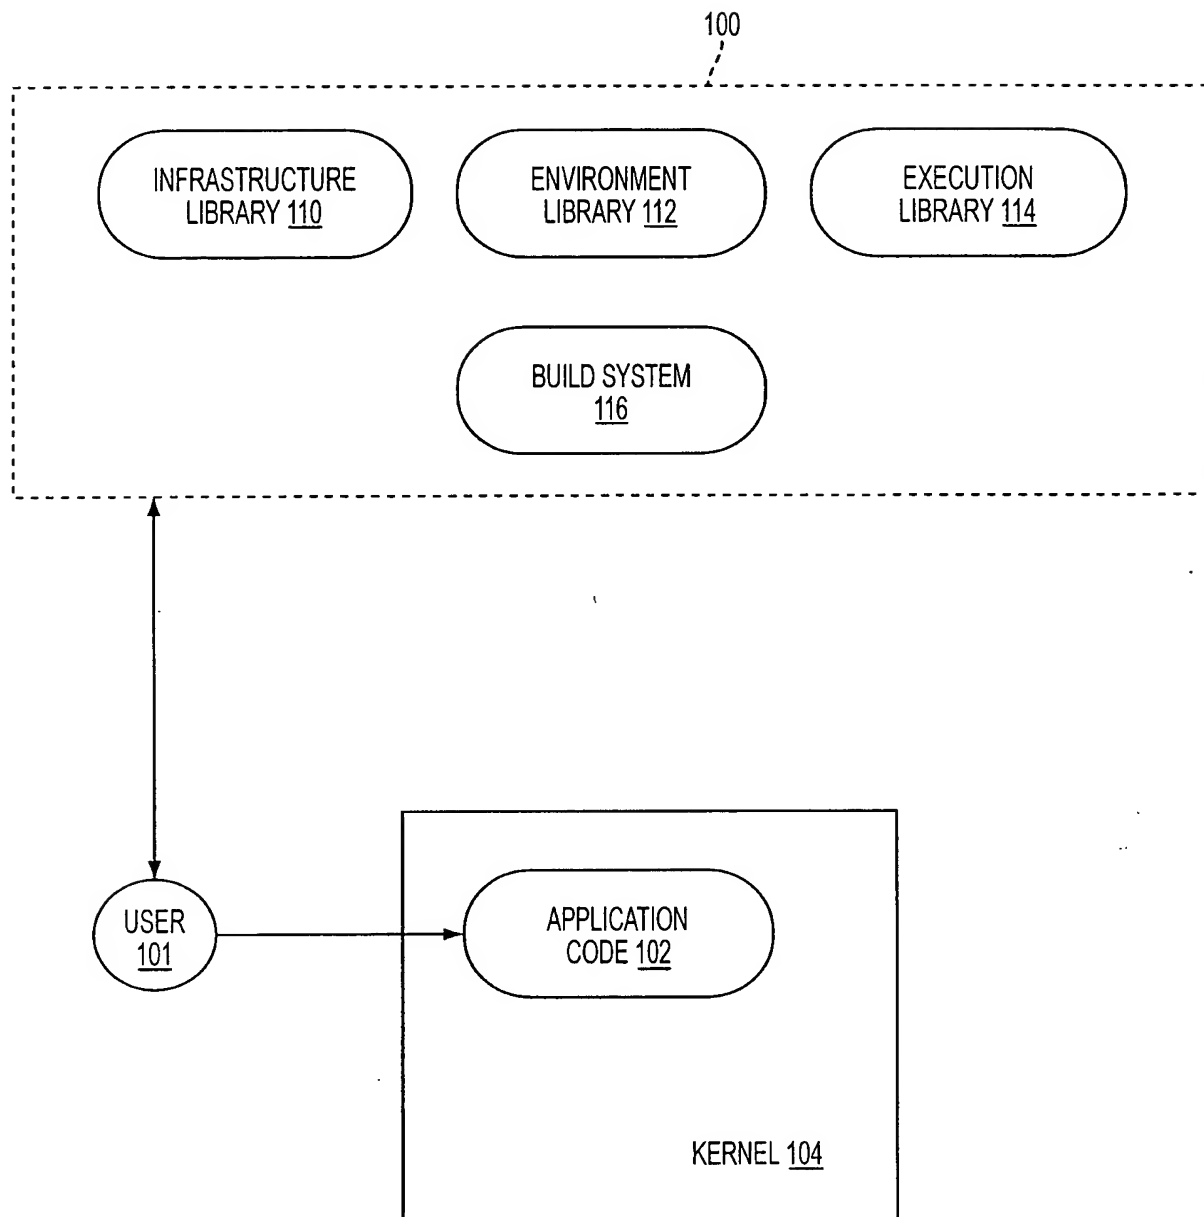 100
INFRASTRUCTURE
LIBRARY 110
ENVIRONMENT
LIBRARY 112
EXECUTION
LIBRARY 114
BUILD SYSTEM
116
USER
101
APPLICATION
CODE 102
KERNEL 104